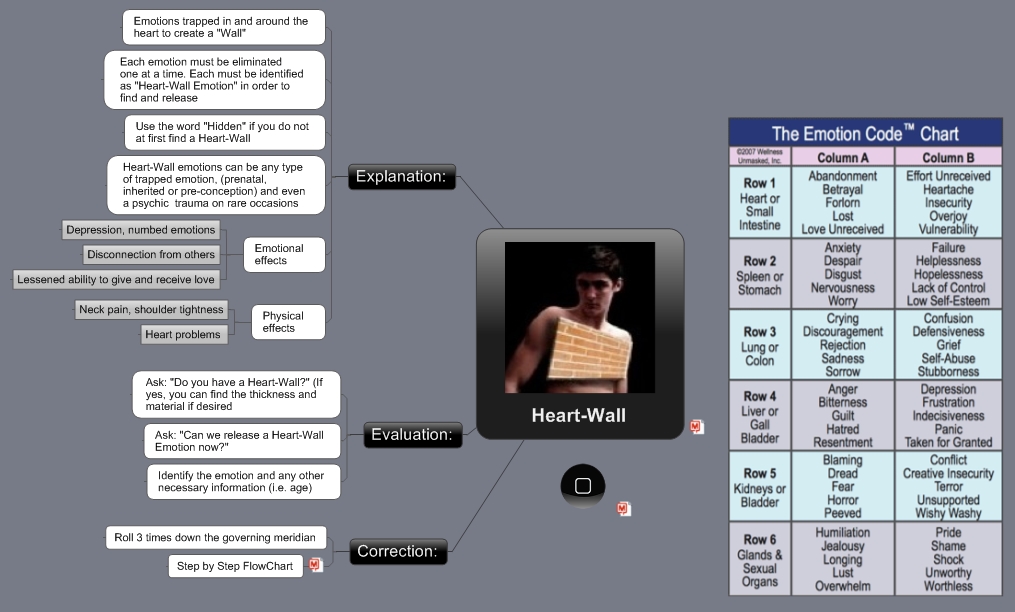 Emotions trapped in and around the
heart to create a "Wall"
Each emotion must be eliminated
one at a time. Each must be identified
as "Heart-Wall Emotion" in order to
find and release
Use the word "Hidden" if you do not
at first find a Heart-Wall
Heart-Wall emotions can be any type
of trapped emotion, (prenatal,
inherited or pre-conception) and even
a psychic trauma on rare occasions
Depression, numbed emotions
Disconnection from others
Lessened ability to give and receive love
Emotional
effects
Neck pain, shoulder tightness
Heart problems
Physical
effects
Explanation:
Ask: "Do you have a Heart-Wall?" (If
yes, you can find the thickness and
material if desired
Ask: "Can we release a Heart-Wall
Emotion now?"
Identify the emotion and any other
necessary information (i.e. age)
Evaluation:
Roll 3 times down the governing meridian
Step by Step FlowChart
Correction:
Heart-Wall
The Emotion Code™ Chart
©2007 Wellness
Unmasked, Inc.
Column A
Column B
Row 1
Heart or
Small
Intestine
Abandonment
Betrayal
Forlorn
Lost
Love Unreceived
Effort Unreceived
Heartache
Insecurity
Overjoy
Vulnerability
Row 2
Spleen or
Stomach
Anxiety
Despair
Disgust
Nervousness
Worry
Failure
Helplessness
Hopelessness
Lack of Control
Low Self-Esteem
Row 3
Lung or
Colon
Crying
Discouragement
Rejection
Sadness
Sorrow
Confusion
Defensiveness
Grief
Self-Abuse
Stubborness
Row 4
Liver or
Gall
Bladder
Anger
Bitterness
Guilt
Hatred
Resentment
Depression
Frustration
Indecisiveness
Panic
Taken for Granted
Row 5
Kidneys or
Bladder
Blaming
Dread
Fear
Horror
Peeved
Conflict
Creative Insecurity
Terror
Unsupported
Wishy Washy
Row 6
Glands &
Sexual
Organs
Humiliation
Jealousy
Longing
Lust
Overwhelm
Pride
Shame
Shock
Unworthy
Worthless